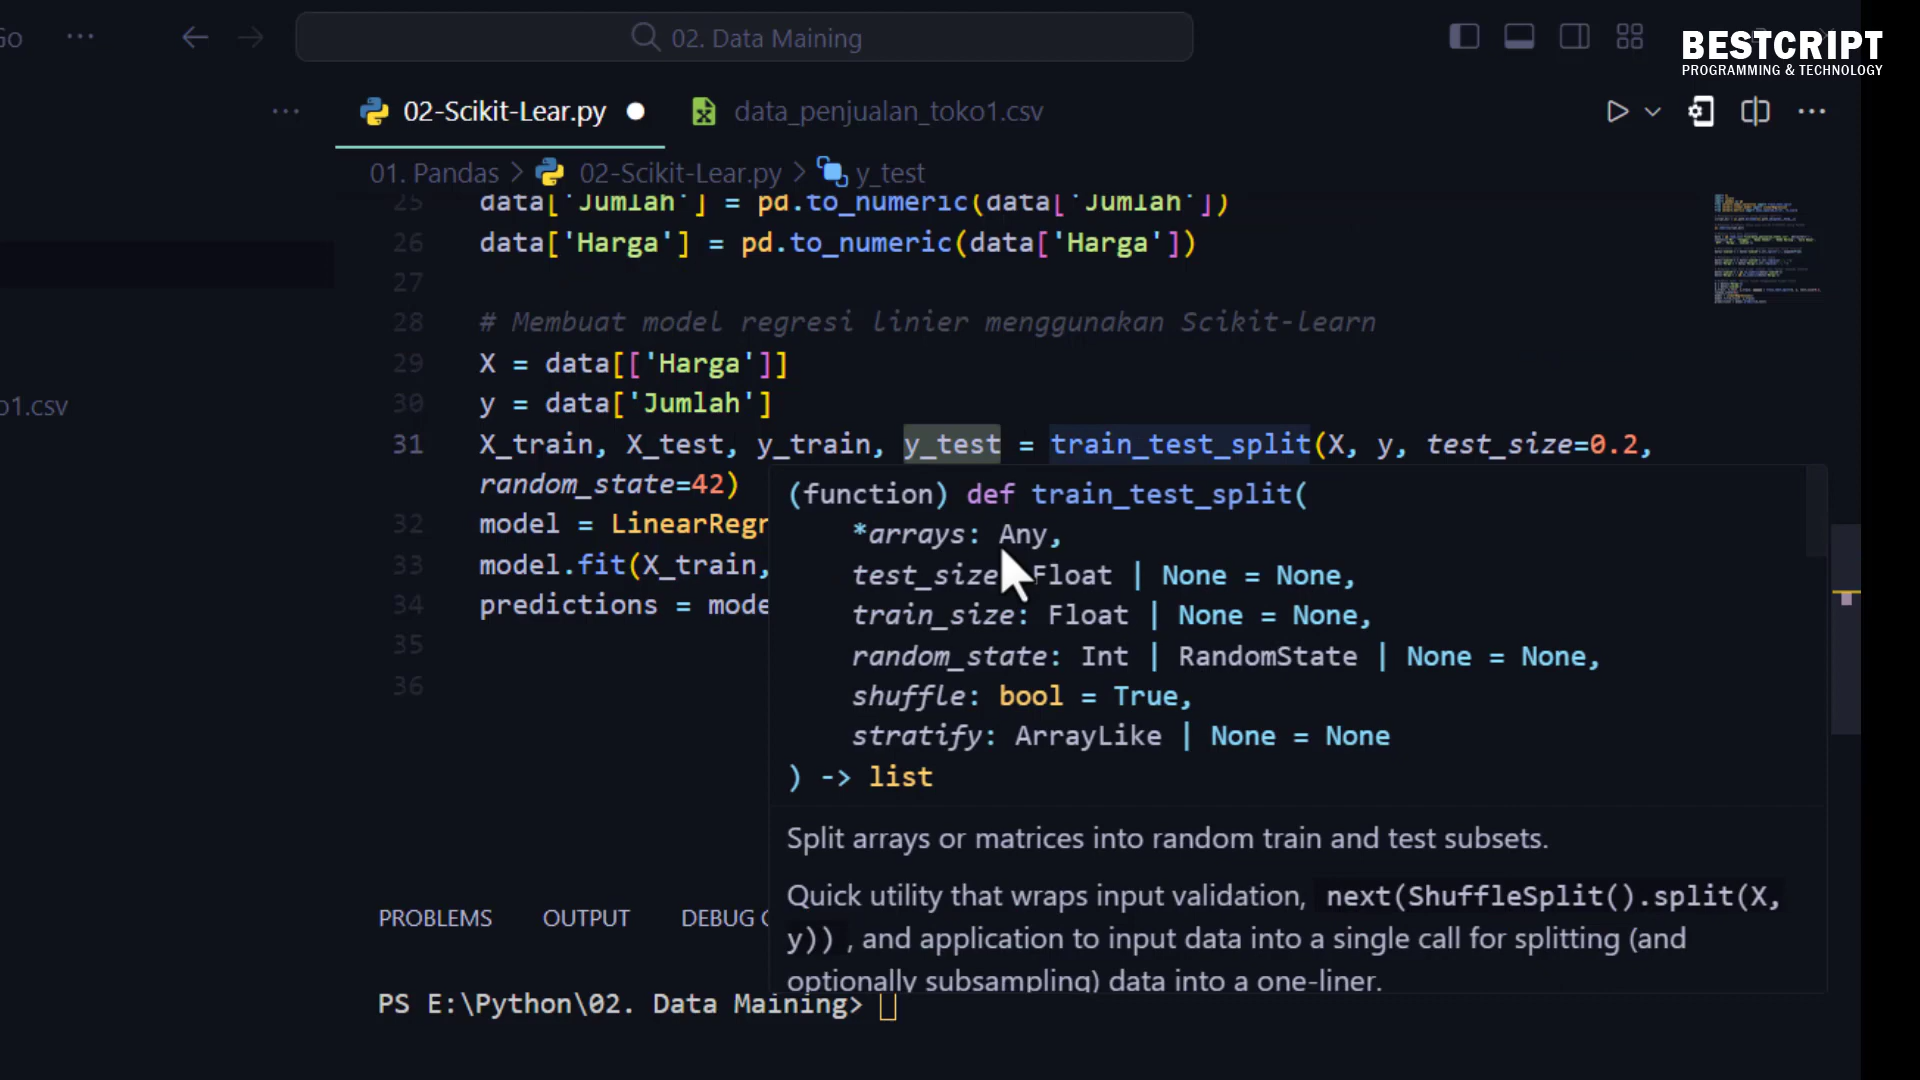 Go ... 02. Data Maining
BESTCRIPT
PROGRAMMING & TECHNOLOGY
02-Scikit-Lear.py data_penjualan_toko1.csv
01. Pandas > 02-Scikit-Lear.py > y_test
25 data['Jumlah'] = pd.to_numeric(data['Jumlah'])
26 data['Harga'] = pd.to_numeric(data['Harga'])
27
28 # Membuat model regresi linier menggunakan Scikit-learn
29 X = data[['Harga']]
o1.csv
30 y = data['Jumlah']
31 X_train, X_test, y_train, y_test = train_test_split(X, y, test_size=0.2,
random_state=42)
32 model = LinearRegr
33 model.fit(X_train,
34 predictions = mode
35
36
(function) def train_test_split(
*arrays: Any,
test_size Float | None = None,
train_size: Float | None = None,
random_state: Int | RandomState | None = None,
shuffle: bool = True,
stratify: ArrayLike | None = None
) -> list
Split arrays or matrices into random train and test subsets.
Quick utility that wraps input validation, next(ShuffleSplit().split(X,
y)) , and application to input data into a single call for splitting (and
optionally subsampling) data into a one-liner.
PROBLEMS OUTPUT DEBUG C
PS E:\Python\02. Data Maining>